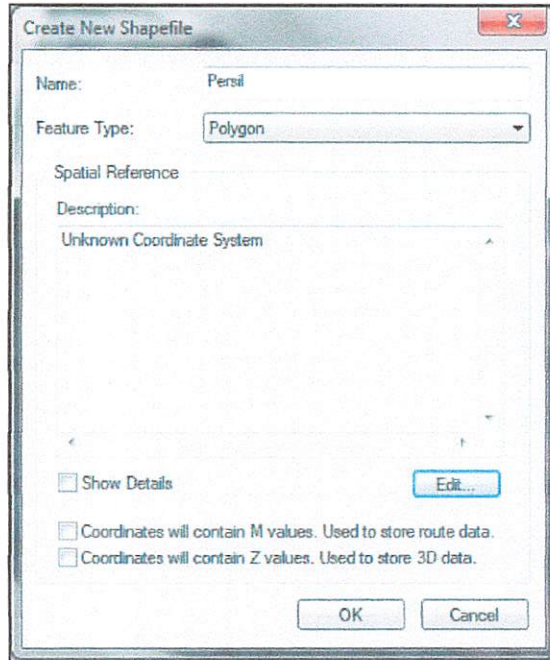 Create New Shapefile
Name: Persil
Feature Type: Polygon
Spatial Reference
Description:
Unknown Coordinate System
Show Details
Edit...
Coordinates will contain M values. Used to store route data.
Coordinates will contain Z values. Used to store 3D data.
OK Cancel